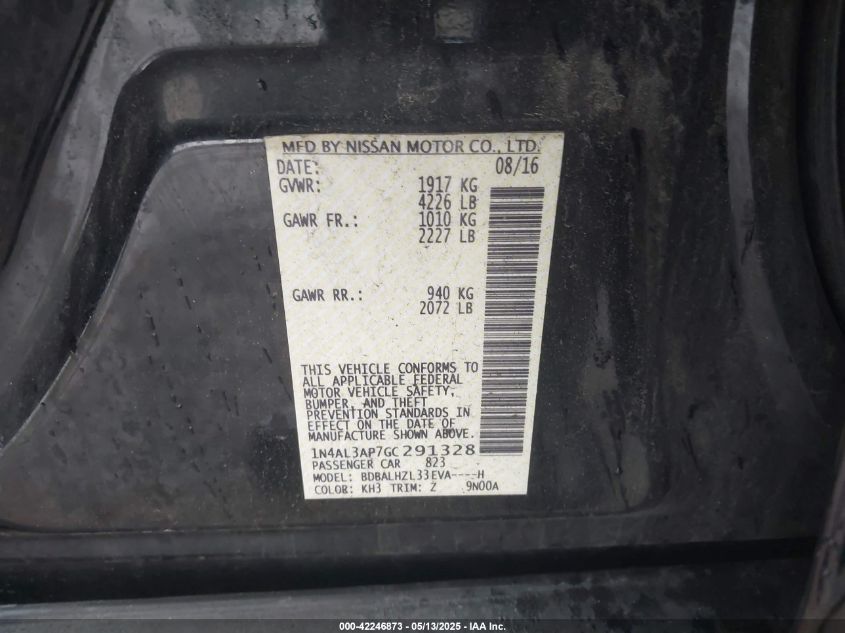 MFD BY NISSAN MOTOR CO., LTD.
DATE: 08/16
GVWR: 1917 KG
4226 LB
GAWR FR.: 1010 KG
2227 LB
GAWR RR.: 940 KG
2072 LB
THIS VEHICLE CONFORMS TO
ALL APPLICABLE FEDERAL
MOTOR VEHICLE SAFETY,
BUMPER, AND THEFT
PREVENTION STANDARDS IN
EFFECT ON THE DATE OF
MANUFACTURE SHOWN ABOVE.
1N4AL3AP7GC291328
PASSENGER CAR 823
MODEL: BDBALHZL33EVA----H
COLOR: KH3 TRIM: Z 9N00A
000-42246873 / 05/13/2025 / IAA Inc.